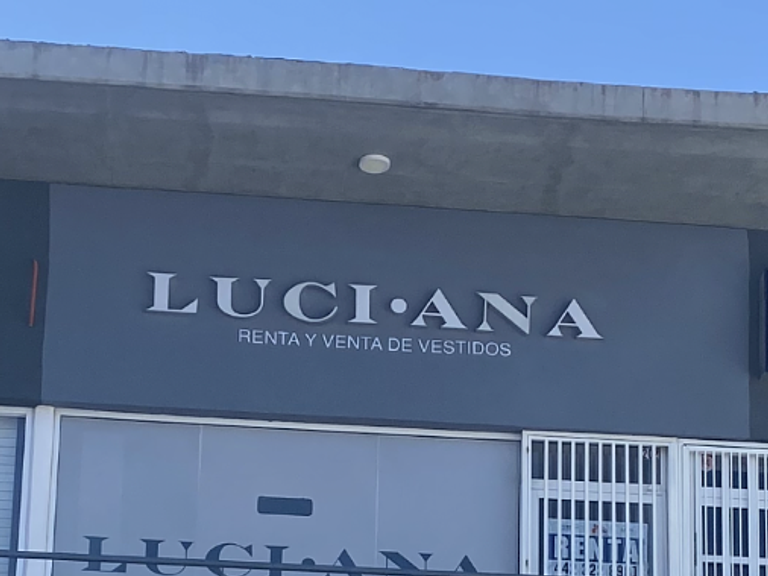 LUCI•ANA
RENTA Y VENTA DE VESTIDOS
LUCI•ANA
RENTA